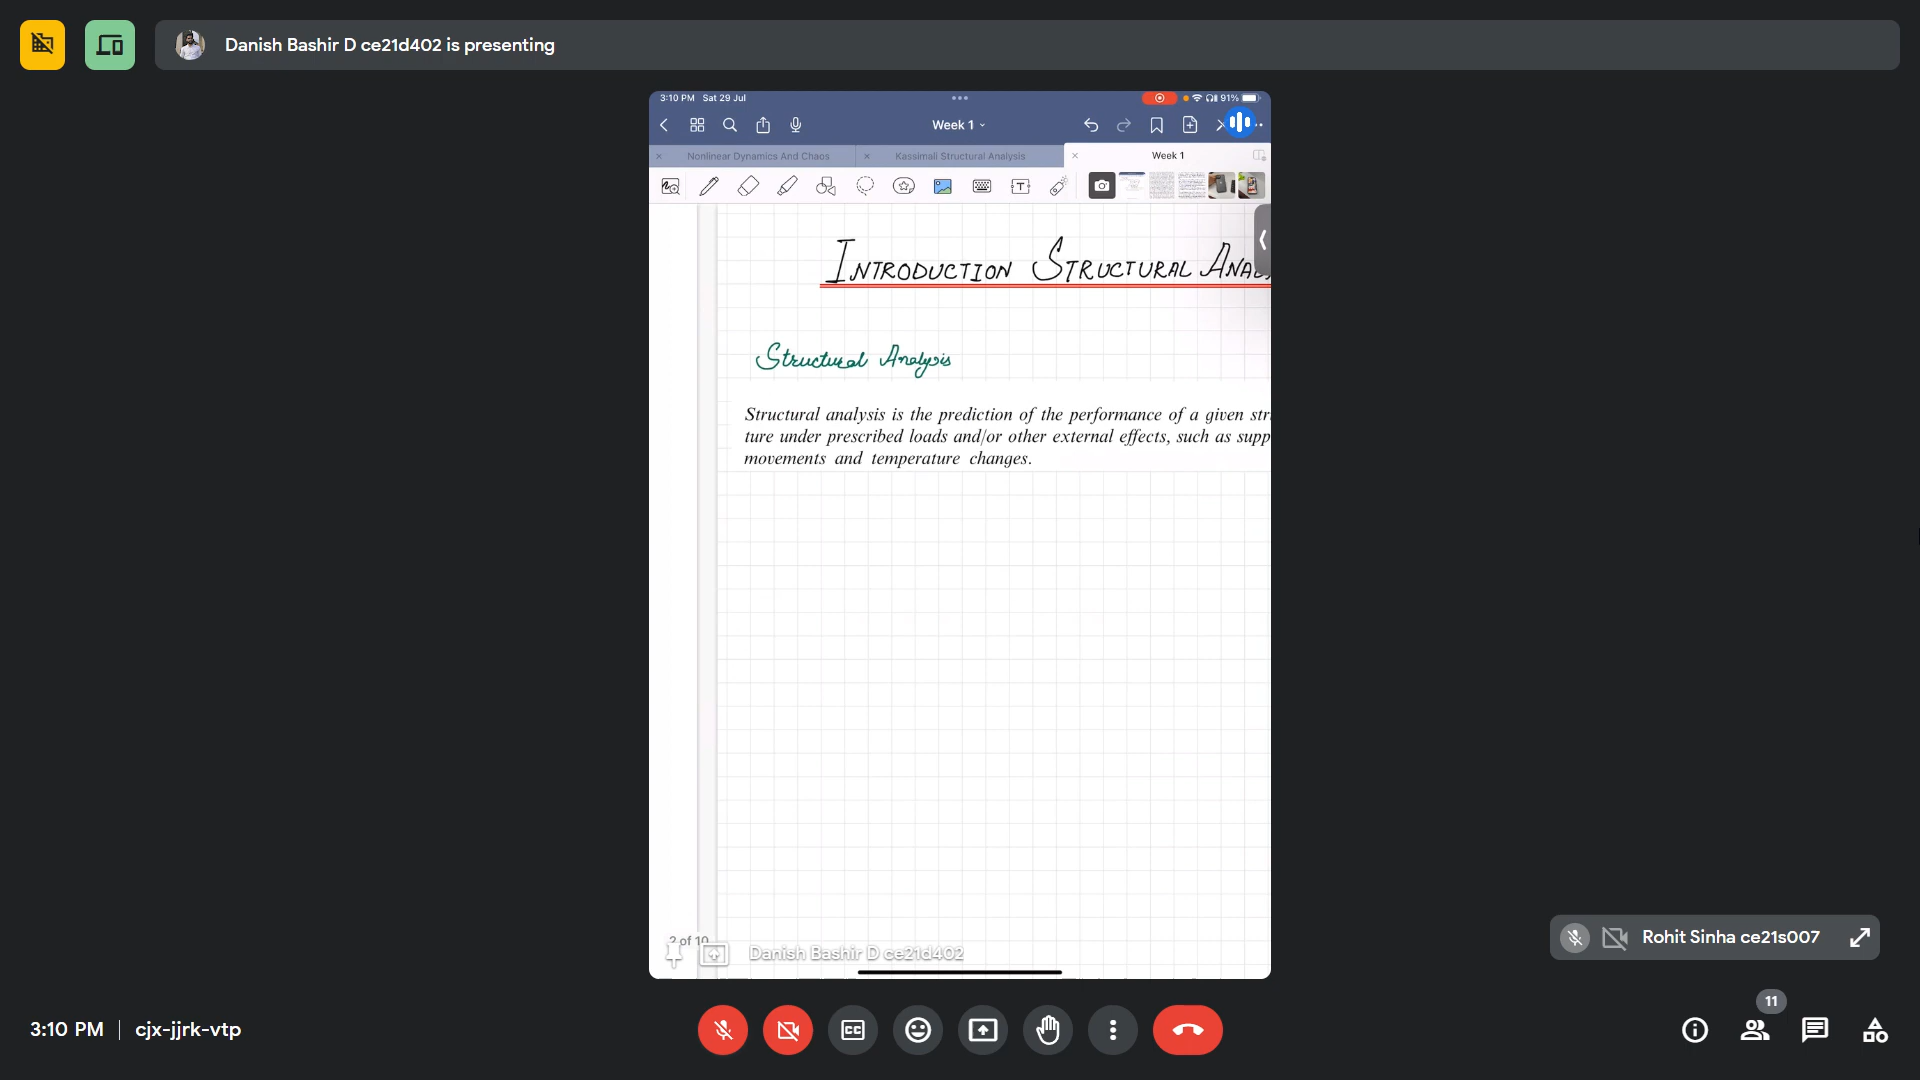 Danish Bashir D ce21d402 is presenting
3:10 PM Sat 29 Jul
91%
Week 1
Nonlinear Dynamics And Chaos
Kassimali Structural Analysis
Week 1
INTRODUCTION STRUCTURAL ANAL
Structural Analysis
Structural analysis is the prediction of the performance of a given str
ture under prescribed loads and/or other external effects, such as supp
movements and temperature changes.
2 of 10
Danish Bashir D ce21d402
Rohit Sinha ce21s007
3:10 PM | cjx-jjrk-vtp
11